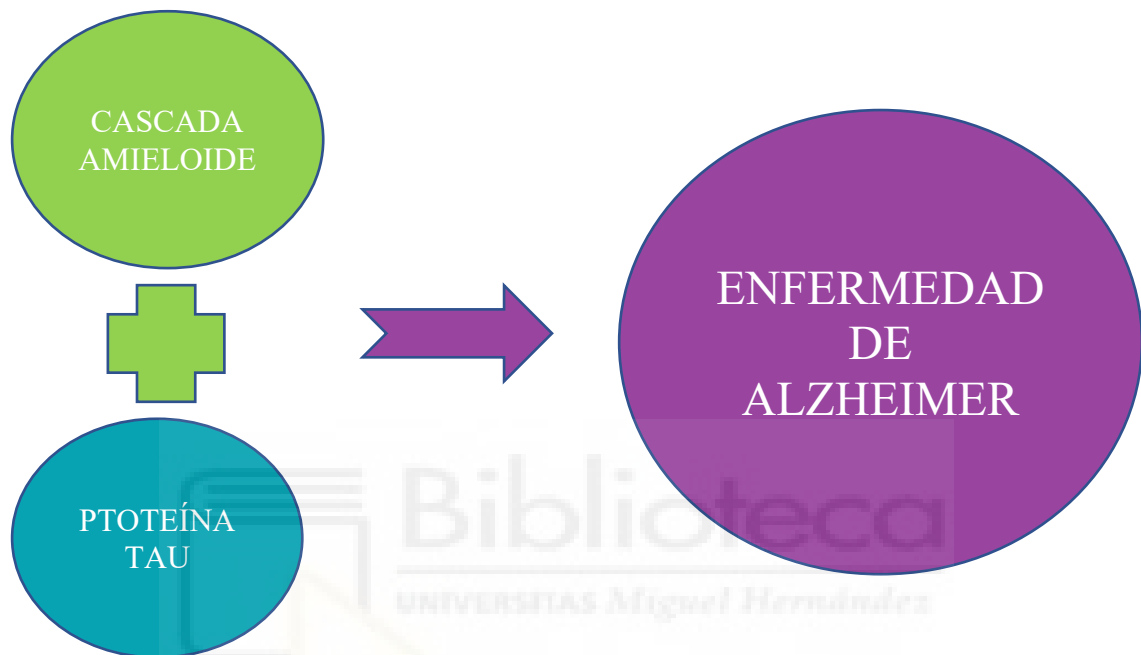 CASCADA
AMIELOIDE
PTOTEÍNA
TAU
ENFERMEDAD
DE
ALZHEIMER
Biblioteca
UNIVERSITAS Miguel Hernández